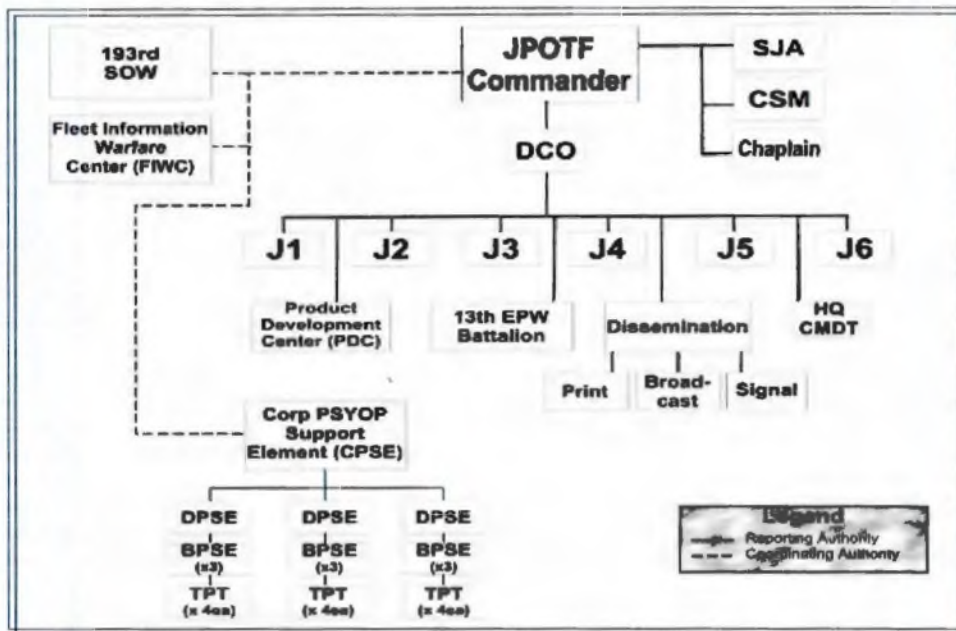 193rd
SOW
JPOTF
Commander
SJA
CSM
Chaplain
Fleet Information
Warfare
Center (FIWC)
DCO
J1
J2
J3
J4
J5
J6
Product
Development
Center (PDC)
13th EPW
Battalion
Dissemination
HQ
CMDT
Print
Broad-
cast
Signal
Corp PSYOP
Support
Element (CPSE)
DPSE
DPSE
DPSE
BPSE
(x3)
BPSE
(x3)
BPSE
(x3)
TPT
(x 4ea)
TPT
(x 4ea)
TPT
(x 4ea)
Legend
Reporting Authority
Coordinating Authority